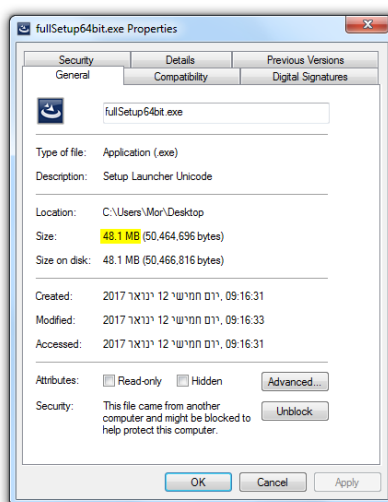 fullSetup64bit.exe Properties
Security Details Previous Versions
General Compatibility Digital Signatures
fullSetup64bit.exe
Type of file: Application (.exe)
Description: Setup Launcher Unicode
Location: C:\Users\Mor\Desktop
Size: 48.1 MB (50,464,696 bytes)
Size on disk: 48.1 MB (50,466,816 bytes)
Created: יום חמישי 12 ינואר 2017, 09:16:31
Modified: יום חמישי 12 ינואר 2017, 09:16:33
Accessed: יום חמישי 12 ינואר 2017, 09:16:31
Attributes: Read-only Hidden Advanced...
Security: This file came from another
computer and might be blocked to
help protect this computer.
Unblock
OK Cancel Apply